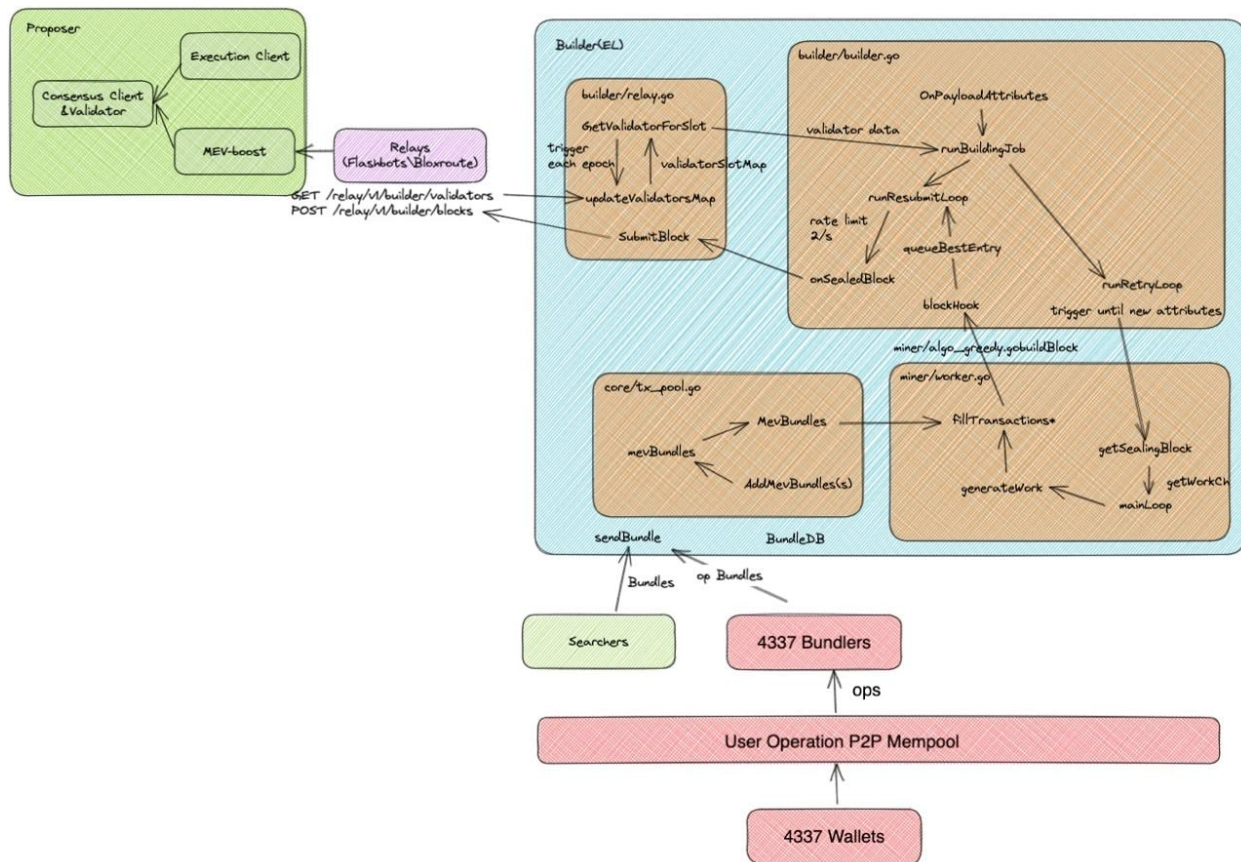 Proposer
Execution Client
Consensus Client
&Validator
MEV-boost
Relays
(Flashbots\Bloxroute)
GET /relay/v1/builder/validators
POST /relay/v1/builder/blocks
Builder(EL)
builder/relay.go
GetValidatorForSlot
trigger
each epoch
validatorSlotMap
updateValidatorsMap
SubmitBlock
builder/builder.go
OnPayloadAttributes
validator data
runBuildingJob
runResubmitLoop
rate limit
2/s
queueBestEntry
onSealedBlock
runRetryLoop
blockHook
trigger until new attributes
miner/algo_greedy.gobuildBlock
core/tx_pool.go
MevBundles
mevBundles
AddMevBundles(s)
miner/worker.go
fillTransactions*
getSealingBlock
getWorkCh
generateWork
mainLoop
sendBundle
BundleDB
Bundles
op Bundles
Searchers
4337 Bundlers
ops
User Operation P2P Mempool
4337 Wallets